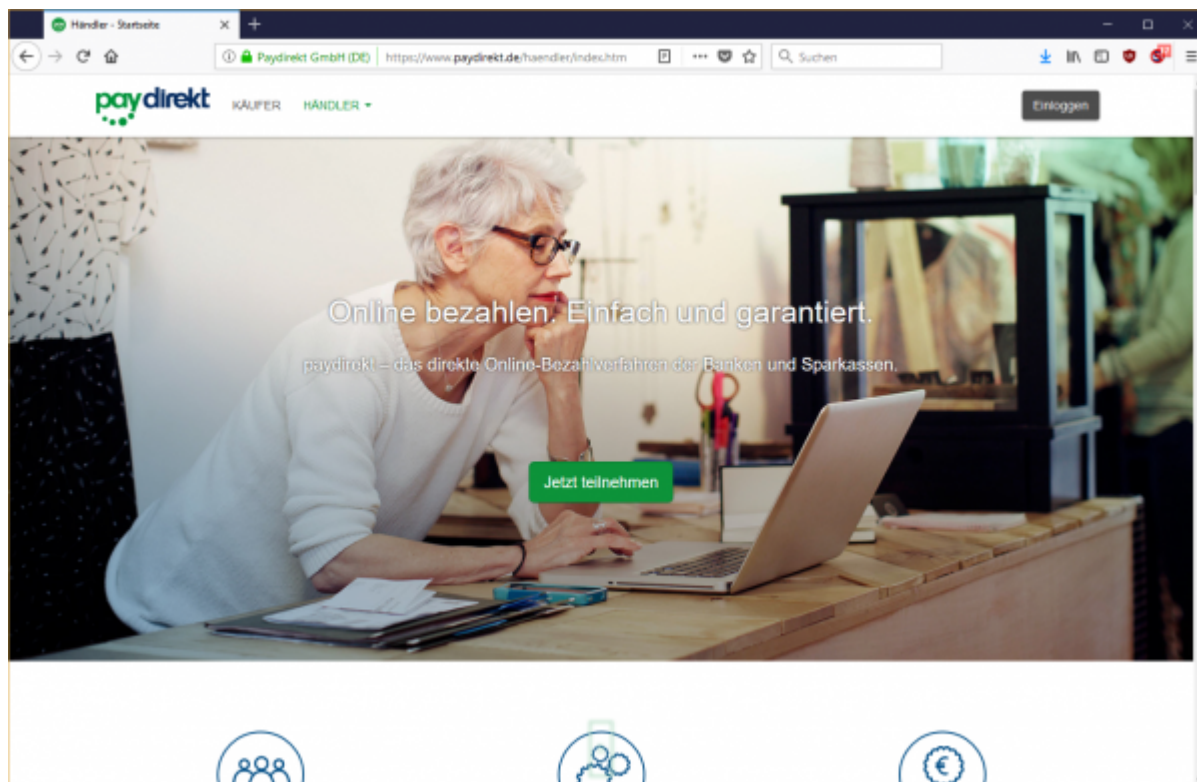 Händler - Startseite
Paydirekt GmbH (DE) https://www.paydirekt.de/haendler/index.htm Suchen
paydirekt KÄUFER HÄNDLER Einloggen
Online bezahlen. Einfach und garantiert.
paydirekt – das direkte Online-Bezahlverfahren der Banken und Sparkassen.
Jetzt teilnehmen